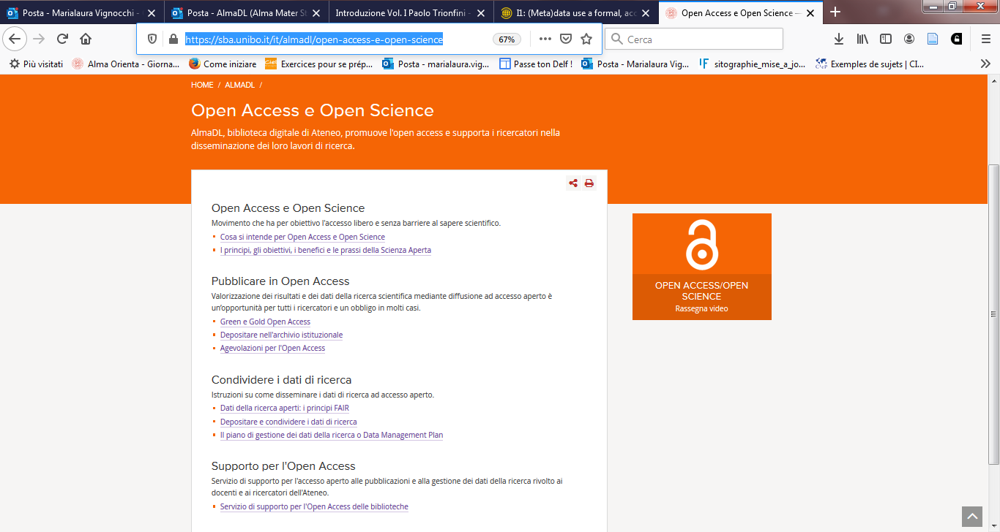 Posta - Marialaura Vignocchi -
Posta - AlmaDL (Alma Mater St
Introduzione Vol. I Paolo Trionfini -
I1: (Meta)data use a formal, acc
Open Access e Open Science —
https://sba.unibo.it/it/almadl/open-access-e-open-science
67%
Cerca
Più visitati
Alma Orienta - Giorna...
Come iniziare
Exercices pour se prép...
Posta - marialaura.vig...
Passe ton Delf !
Posta - Marialaura Vig...
sitographie_mise_a_jo...
Exemples de sujets | CI...
HOME / ALMADL /
Open Access e Open Science
AlmaDL, biblioteca digitale di Ateneo, promuove l'open access e supporta i ricercatori nella
disseminazione dei loro lavori di ricerca.
Open Access e Open Science
Movimento che ha per obiettivo l'accesso libero e senza barriere al sapere scientifico.
Cosa si intende per Open Access e Open Science
I principi, gli obiettivi, i benefici e le prassi della Scienza Aperta
Pubblicare in Open Access
Valorizzazione dei risultati e dei dati della ricerca scientifica mediante diffusione ad accesso aperto è
un'opportunità per tutti i ricercatori e un obbligo in molti casi.
Green e Gold Open Access
Depositare nell'archivio istituzionale
Agevolazioni per l'Open Access
Condividere i dati di ricerca
Istruzioni su come disseminare i dati di ricerca ad accesso aperto.
Dati della ricerca aperti: i principi FAIR
Depositare e condividere i dati di ricerca
Il piano di gestione dei dati della ricerca o Data Management Plan
Supporto per l'Open Access
Servizio di supporto per l'accesso aperto alle pubblicazioni e alla gestione dei dati della ricerca rivolto ai
docenti e ai ricercatori dell'Ateneo.
Servizio di supporto per l'Open Access delle biblioteche
OPEN ACCESS/OPEN
SCIENCE
Rassegna video